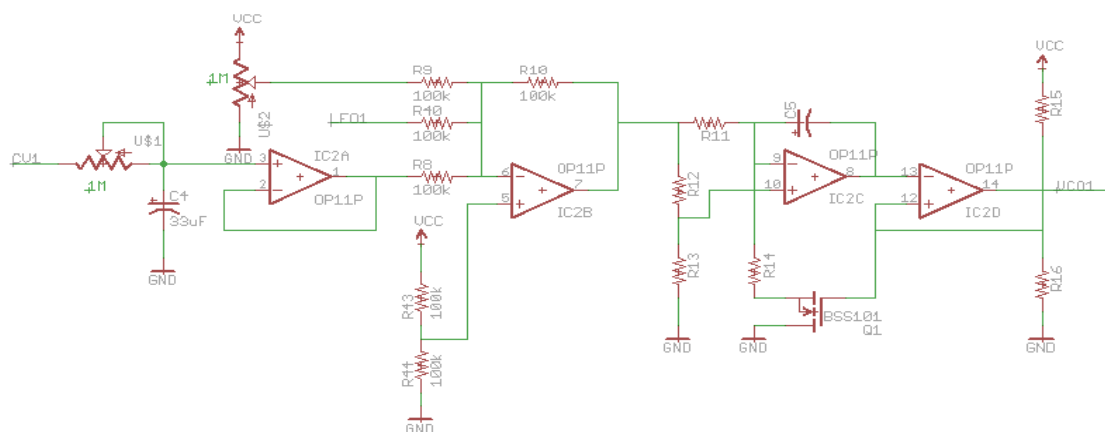 VCC
1M
U$2
GND
R9
100k
R10
100k
LFO1
R40
100k
R8
100k
CV1
U$1
1M
C4
33uF
GND
3
2
1
IC2A
OP11P
6
5
7
OP11P
IC2B
VCC
R43
100k
R44
100k
GND
R11
R12
R13
GND
C5
9
10
8
OP11P
IC2C
R14
GND
BSS101
Q1
13
12
14
OP11P
IC2D
VCC
R15
VCO1
R16
GND